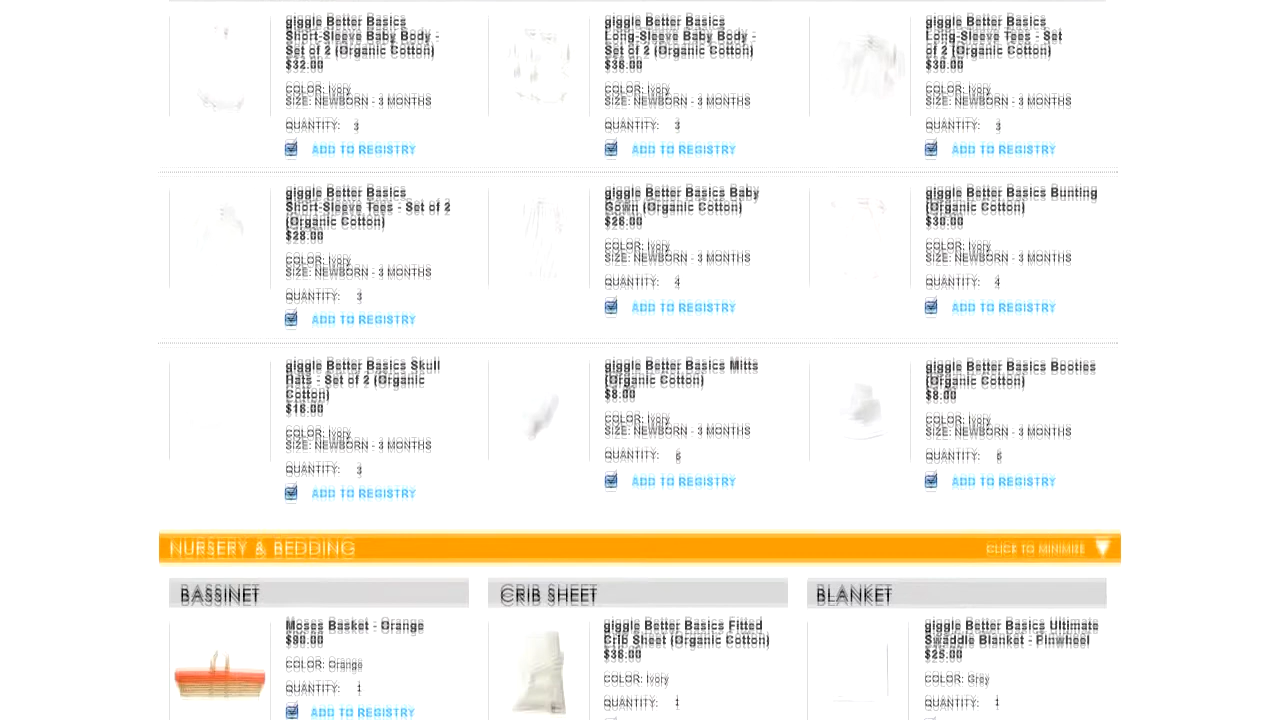 giggle Better Basics
Short-Sleeve Baby Body -
Set of 2 (Organic Cotton)
$32.00
COLOR: Ivory
SIZE: NEWBORN - 3 MONTHS
QUANTITY: 3
ADD TO REGISTRY
giggle Better Basics
Long-Sleeve Baby Body -
Set of 2 (Organic Cotton)
$36.00
COLOR: Ivory
SIZE: NEWBORN - 3 MONTHS
QUANTITY: 3
ADD TO REGISTRY
giggle Better Basics
Long-Sleeve Tees - Set
of 2 (Organic Cotton)
$30.00
COLOR: Ivory
SIZE: NEWBORN - 3 MONTHS
QUANTITY: 3
ADD TO REGISTRY
giggle Better Basics
Short-Sleeve Tees - Set of 2
(Organic Cotton)
$28.00
COLOR: Ivory
SIZE: NEWBORN - 3 MONTHS
QUANTITY: 3
ADD TO REGISTRY
giggle Better Basics Baby
Gown (Organic Cotton)
$26.00
COLOR: Ivory
SIZE: NEWBORN - 3 MONTHS
QUANTITY: 4
ADD TO REGISTRY
giggle Better Basics Bunting
(Organic Cotton)
$30.00
COLOR: Ivory
SIZE: NEWBORN - 3 MONTHS
QUANTITY: 4
ADD TO REGISTRY
giggle Better Basics Skull
Hats - Set of 2 (Organic
Cotton)
$16.00
COLOR: Ivory
SIZE: NEWBORN - 3 MONTHS
QUANTITY: 3
ADD TO REGISTRY
giggle Better Basics Mitts
(Organic Cotton)
$8.00
COLOR: Ivory
SIZE: NEWBORN - 3 MONTHS
QUANTITY: 6
ADD TO REGISTRY
giggle Better Basics Booties
(Organic Cotton)
$8.00
COLOR: Ivory
SIZE: NEWBORN - 3 MONTHS
QUANTITY: 6
ADD TO REGISTRY
NURSERY & BEDDING
CLICK TO MINIMISE
BASSINET
Moses Basket - Orange
$90.00
COLOR: Orange
QUANTITY: 1
ADD TO REGISTRY
CRIB SHEET
giggle Better Basics Fitted
Crib Sheet (Organic Cotton)
$36.00
COLOR: Ivory
QUANTITY:
BLANKET
giggle Better Basics Ultimate
Swaddle Blanket - Pinwheel
$25.00
COLOR: Grey
QUANTITY: